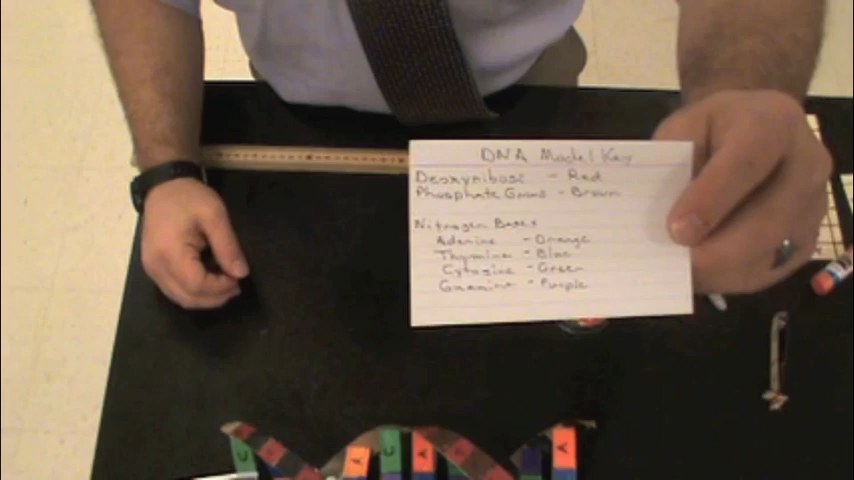 DNA Model Key
Deoxyribose - Red
Phosphate Group - Brown
Nitrogen Bases
Adenine - Orange
Thymine - Blue
Cytosine - Green
Guanine - Purple
C A C A A